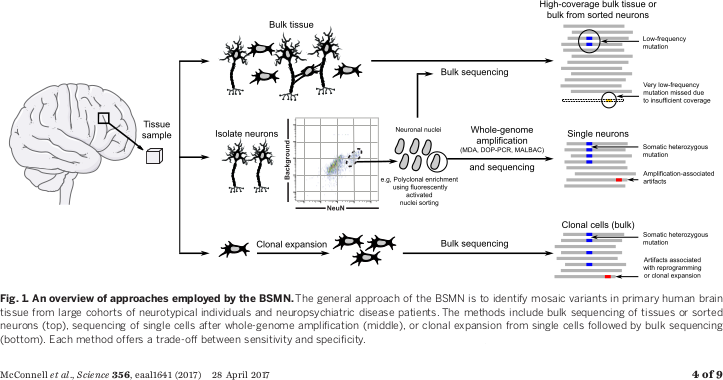 High-coverage bulk tissue or
bulk from sorted neurons
Bulk tissue
Low-frequency
mutation
Bulk sequencing
Very low-frequency
mutation missed due
to insufficient coverage
Tissue
sample
Isolate neurons
Background
NeuN
Neuronal nuclei
e.g, Polyclonal enrichment
using fluorescently
activated
nuclei sorting
Whole-genome
amplification
(MDA, DOP-PCR, MALBAC)
and sequencing
Single neurons
Somatic heterozygous
mutation
Amplification-associated
artifacts
Clonal expansion
Bulk sequencing
Clonal cells (bulk)
Somatic heterozygous
mutation
Artifacts associated
with reprogramming
or clonal expansion
Fig. 1. An overview of approaches employed by the BSMN. The general approach of the BSMN is to identify mosaic variants in primary human brain
tissue from large cohorts of neurotypical individuals and neuropsychiatric disease patients. The methods include bulk sequencing of tissues or sorted
neurons (top), sequencing of single cells after whole-genome amplification (middle), or clonal expansion from single cells followed by bulk sequencing
(bottom). Each method offers a trade-off between sensitivity and specificity.
McConnell et al., Science 356, eaal1641 (2017) 28 April 2017
4 of 9